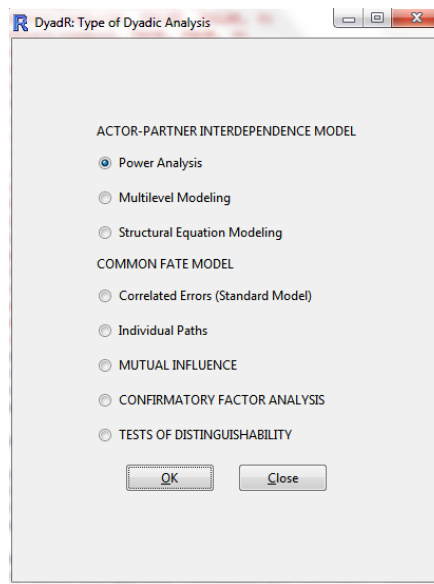 DyadR: Type of Dyadic Analysis
ACTOR-PARTNER INTERDEPENDENCE MODEL
Power Analysis
Multilevel Modeling
Structural Equation Modeling
COMMON FATE MODEL
Correlated Errors (Standard Model)
Individual Paths
MUTUAL INFLUENCE
CONFIRMATORY FACTOR ANALYSIS
TESTS OF DISTINGUISHABILITY
OK Close